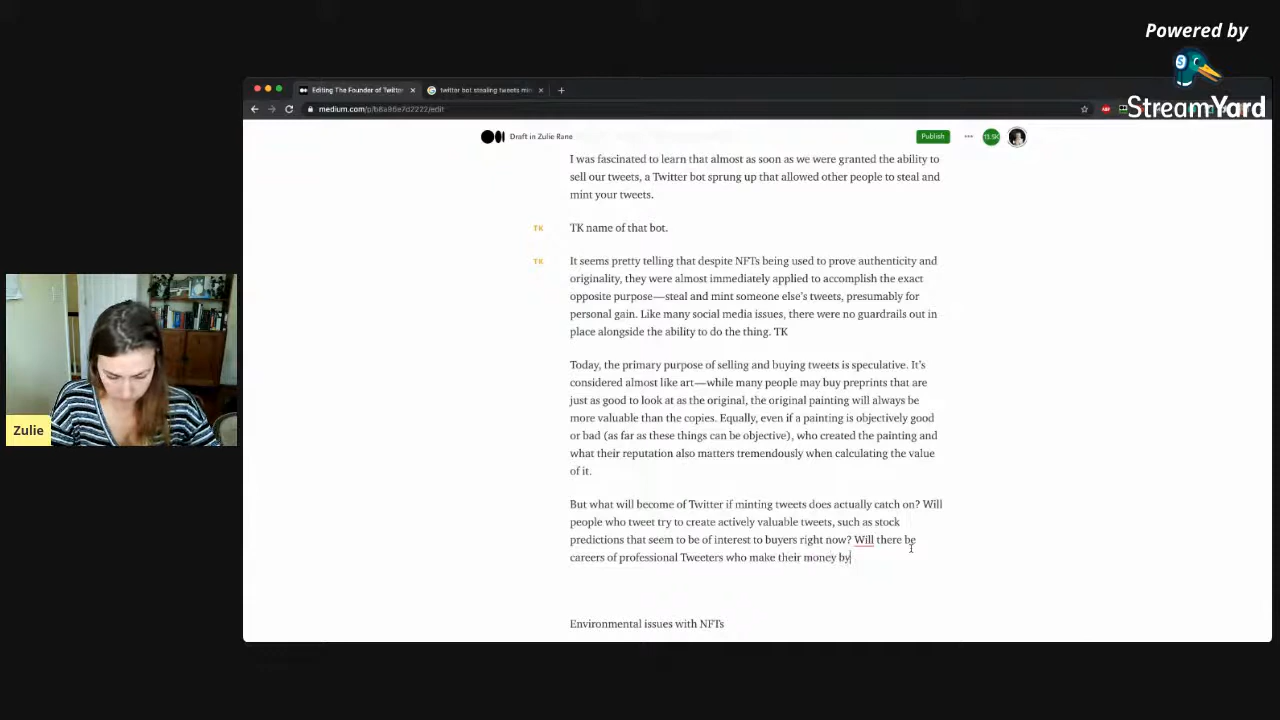 Powered by
StreamYard
Editing The Founder of Twitter
twitter bot stealing tweets min
medium.com/p/b8a96e7d2222/edit
Draft in Zulie Rane
Publish
I was fascinated to learn that almost as soon as we were granted the ability to
sell our tweets, a Twitter bot sprung up that allowed other people to steal and
mint your tweets.
TK
TK name of that bot.
TK
It seems pretty telling that despite NFTs being used to prove authenticity and
originality, they were almost immediately applied to accomplish the exact
opposite purpose—steal and mint someone else's tweets, presumably for
personal gain. Like many social media issues, there were no guardrails out in
place alongside the ability to do the thing. TK
Today, the primary purpose of selling and buying tweets is speculative. It's
considered almost like art—while many people may buy preprints that are
just as good to look at as the original, the original painting will always be
more valuable than the copies. Equally, even if a painting is objectively good
or bad (as far as these things can be objective), who created the painting and
what their reputation also matters tremendously when calculating the value
of it.
But what will become of Twitter if minting tweets does actually catch on? Will
people who tweet try to create actively valuable tweets, such as stock
predictions that seem to be of interest to buyers right now? Will there be
careers of professional Tweeters who make their money by
Environmental issues with NFTs
Zulie